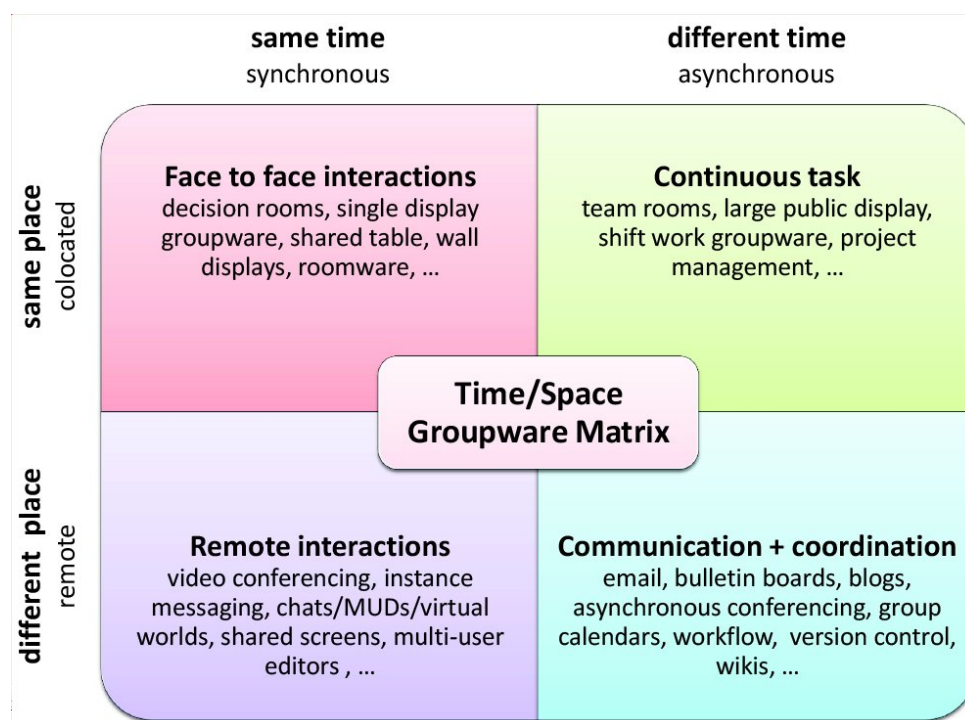 same time
synchronous
different time
asynchronous
same place
colocated
Face to face interactions
decision rooms, single display
groupware, shared table, wall
displays, roomware, ...
Continuous task
team rooms, large public display,
shift work groupware, project
management, ...
Time/Space
Groupware Matrix
different place
remote
Remote interactions
video conferencing, instance
messaging, chats/MUDs/virtual
worlds, shared screens, multi-user
editors , ...
Communication + coordination
email, bulletin boards, blogs,
asynchronous conferencing, group
calendars, workflow, version control,
wikis, ...